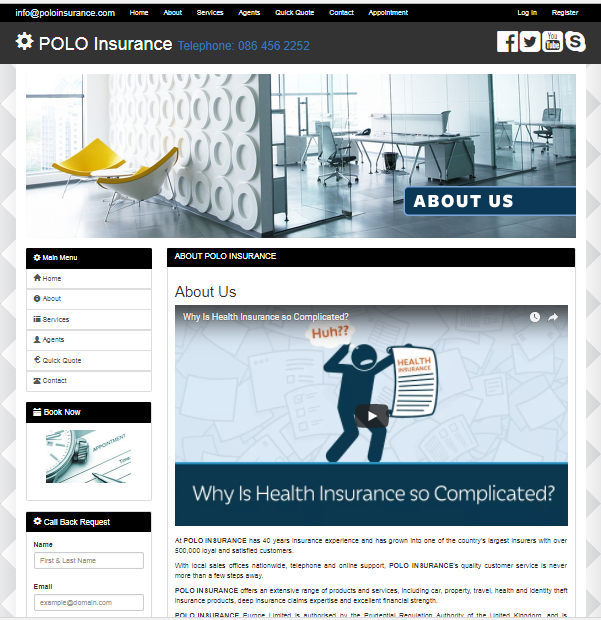 info@poloinsurance.com Home About Services Agents Quick Quote Contact Appointment Log In Register
POLO Insurance Telephone: 086 456 2252
You
Tube
ABOUT US
Main Menu
Home
About
Services
Agents
Quick Quote
Contact
Book Now
APPOINTMENT
Time
Call Back Request
Name
First & Last Name
Email
example@domain.com
ABOUT POLO INSURANCE
About Us
Why Is Health Insurance so Complicated?
Huh??
HEALTH
INSURANCE
Why Is Health Insurance so Complicated?
At POLO INSURANCE has 40 years insurance experience and has grown into one of the country's largest insurers with over
500,000 loyal and satisfied customers.
With local sales offices nationwide, telephone and online support, POLO INSURANCE's quality customer service is never
more than a few steps away.
POLO INSURANCE offers an extensive range of products and services, including car, property, travel, health and identity theft
insurance products, deep insurance claims expertise and excellent financial strength.
POLO INSURANCE Europe Limited is authorised by the Prudential Regulation Authority of the United Kingdom, and is